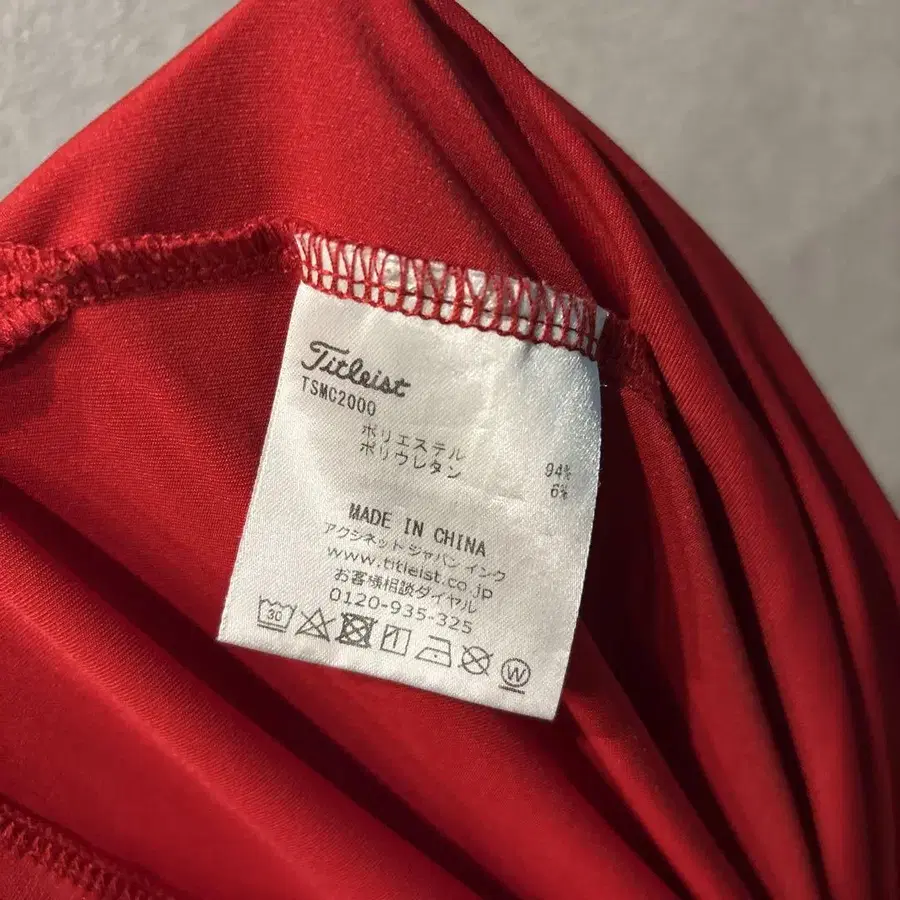 Titleist
TSMC2000
ポリエステル 94%
ポリウレタン 6%
MADE IN CHINA
アクシネット ジャパン インク
www.titleist.co.jp
お客様相談ダイヤル
0120-935-325
30
W